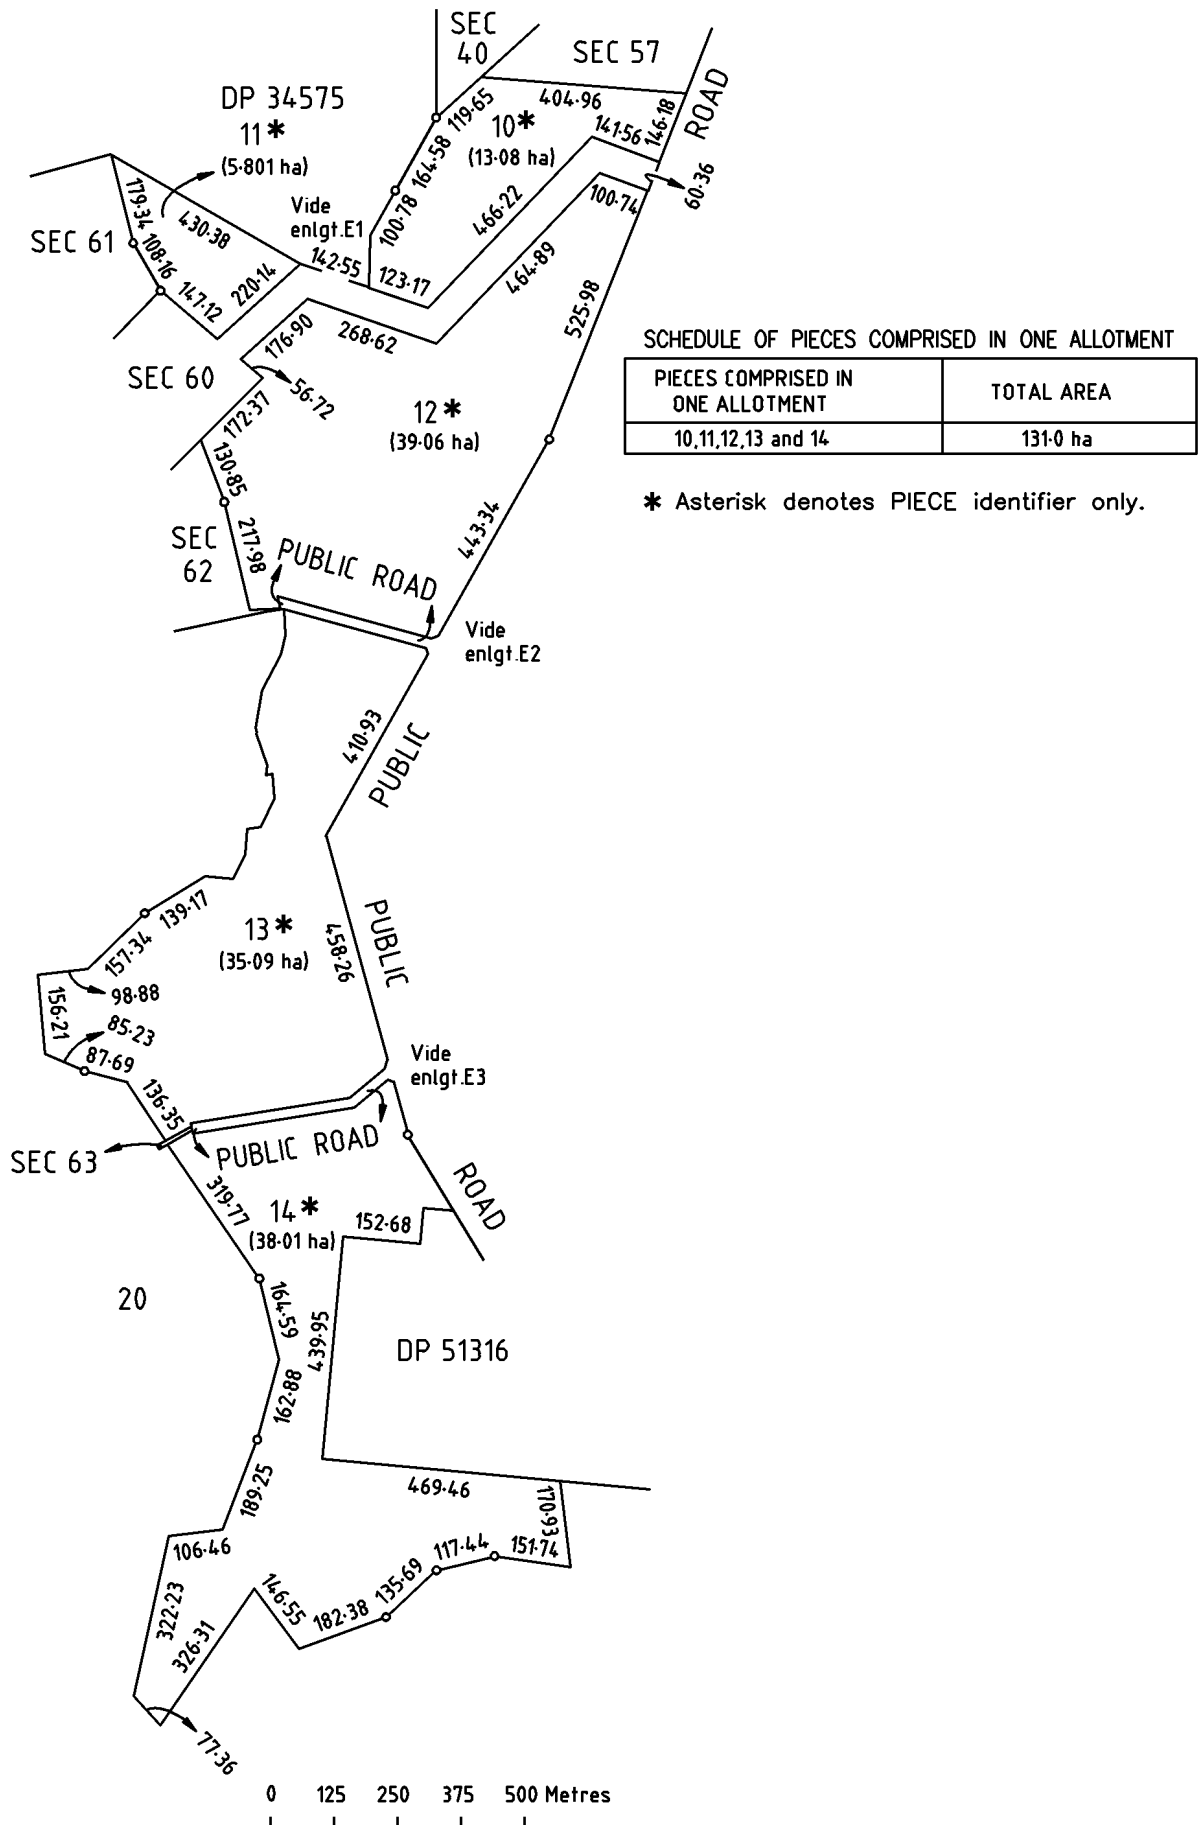 SEC
40
SEC 57
ROAD
DP 34575
11*
(5·801 ha)
119·65
404·96
10*
(13·08 ha)
141·56
146·18
164·58
60·36
179·34
430·38
Vide
enlgt.E1
100·78
466·22
100·74
SEC 61
108·16
147·12
220·14
142·55
123·17
464·89
525·98
176·90
268·62
SEC 60
56·72
172·37
12*
(39·06 ha)
SCHEDULE OF PIECES COMPRISED IN ONE ALLOTMENT
PIECES COMPRISED IN
ONE ALLOTMENT
TOTAL AREA
10,11,12,13 and 14
131·0 ha
* Asterisk denotes PIECE identifier only.
130·85
217·98
SEC
62
443·34
PUBLIC ROAD
Vide
enlgt.E2
410·93
PUBLIC
139·17
157·34
13*
(35·09 ha)
458·26
PUBLIC
98·88
156·21
85·23
87·69
Vide
enlgt.E3
136·35
PUBLIC ROAD
SEC 63
319·77
14*
(38·01 ha)
152·68
ROAD
20
164·59
439·95
DP 51316
162·88
189·25
469·46
170·93
106·46
117·44
151·74
135·69
146·55
182·38
322·23
326·31
77·36
0 125 250 375 500 Metres